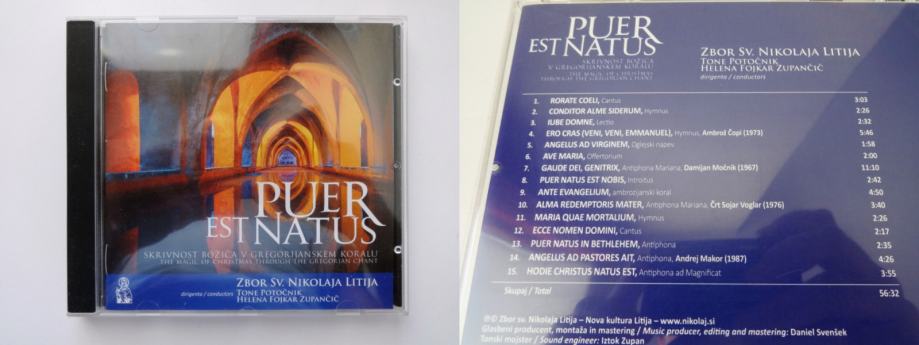 PUER
EST NATUS
SKRIVNOST BOŽIČA V GREGORIJANSKEM KORALU
THE MAGIC OF CHRISTMAS THROUGH THE GREGORIAN CHANT
ZBOR SV. NIKOLAJA LITIJA
dirigenta / conductors TONE POTOČNIK
HELENA FOJKAR ZUPANČIČ
PUER
EST NATUS
SKRIVNOST BOŽIČA
V GREGORIJANSKEM KORALU
THE MAGIC OF CHRISTMAS
THROUGH THE GREGORIAN CHANT
ZBOR SV. NIKOLAJA LITIJA
TONE POTOČNIK
HELENA FOJKAR ZUPANČIČ
dirigenta / conductors
1. RORATE COELI, Cantus 3:03
2. CONDITOR ALME SIDERUM, Hymnus 2:26
3. IUBE DOMNE, Lectio 2:32
4. ERO CRAS (VENI, VENI, EMMANUEL), Hymnus, Ambrož Čopi (1973) 5:46
5. ANGELUS AD VIRGINEM, Oglejski napev 1:58
6. AVE MARIA, Offertorium 2:00
7. GAUDE DEI, GENITRIX, Antiphona Mariana, Damijan Močnik (1967) 11:10
8. PUER NATUS EST NOBIS, Introitus 2:42
9. ANTE EVANGELIUM, ambrozijanski koral 4:50
10. ALMA REDEMPTORIS MATER, Antiphona Mariana, Črt Sojar Voglar (1976) 3:40
11. MARIA QUAE MORTALIUM, Hymnus 2:26
12. ECCE NOMEN DOMINI, Cantus 2:17
13. PUER NATUS IN BETHLEHEM, Antiphona 2:35
14. ANGELUS AD PASTORES AIT, Antiphona, Andrej Makor (1987) 4:26
15. HODIE CHRISTUS NATUS EST, Antiphona ad Magnificat 3:55
Skupaj / Total 56:32
℗© Zbor sv. Nikolaja Litija – Nova kultura Litija – www.nikolaj.si
Glasbeni producent, montaža in mastering / Music producer, editing and mastering: Daniel Svenšek
Tonski mojster / Sound engineer: Iztok Zupan